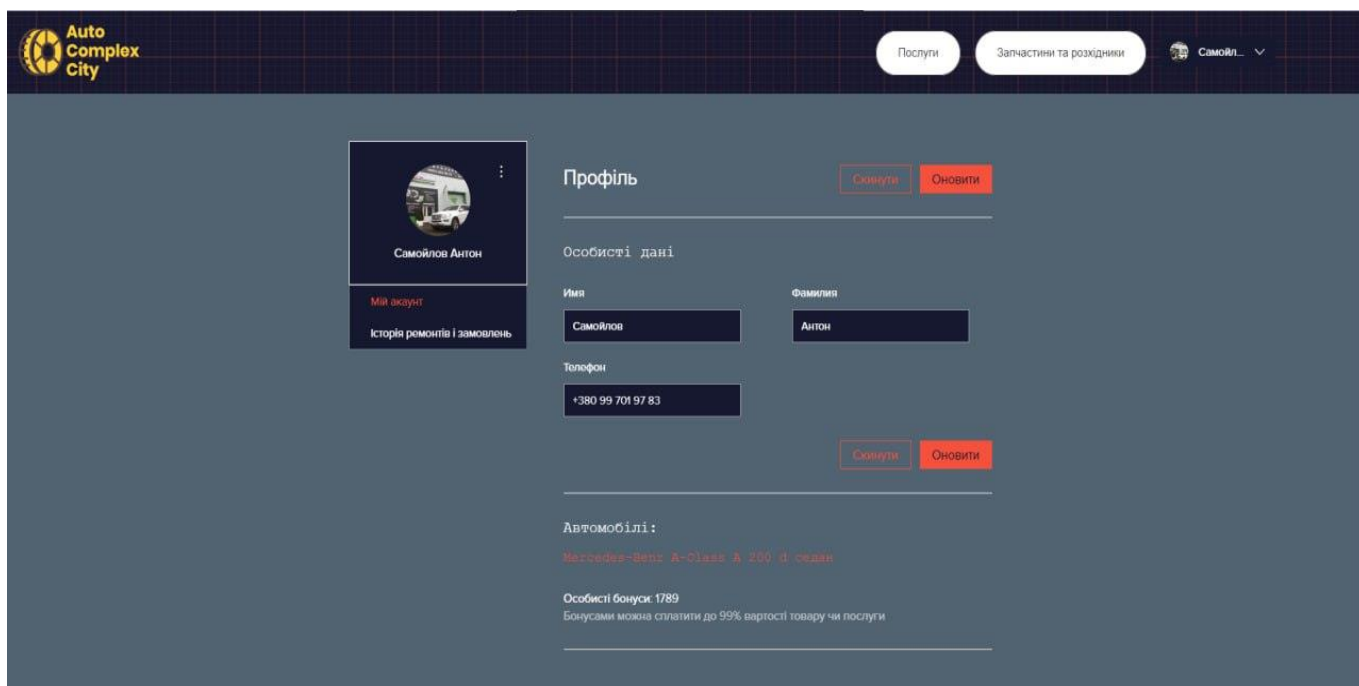 Auto
Complex
City
Послуги
Запчастини та розхідники
Самойл...
Самойлов Антон
Мій акаунт
Історія ремонтів і замовлень
Профіль
Скинути
Оновити
Особисті дані
Имя
Фамилия
Самойлов
Антон
Телефон
+380 99 701 97 83
Скинути
Оновити
Автомобілі:
Mercedes-Benz A-Class A 200 d седан
Особисті бонуси: 1789
Бонусами можна сплатити до 99% вартості товару чи послуги